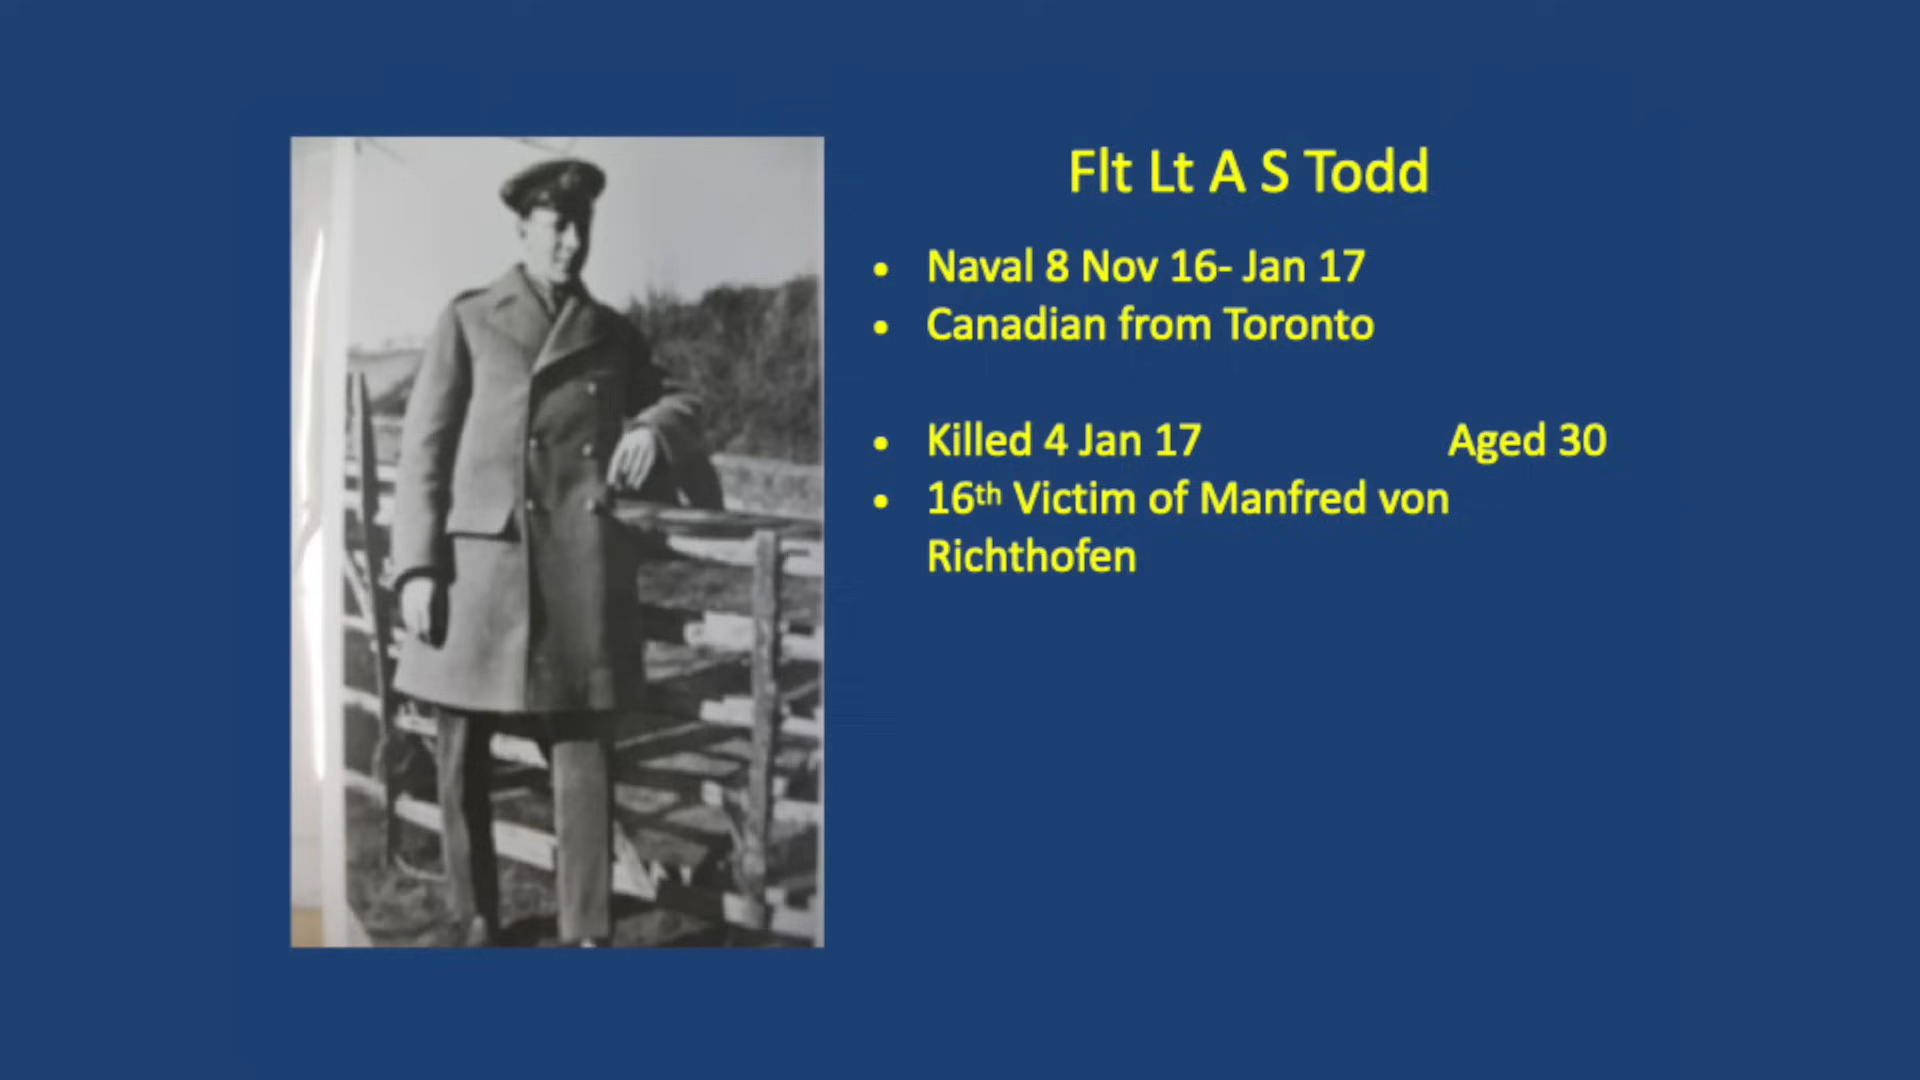 Flt Lt A S Todd
• Naval 8 Nov 16- Jan 17
• Canadian from Toronto
• Killed 4 Jan 17 Aged 30
• 16th Victim of Manfred von
Richthofen